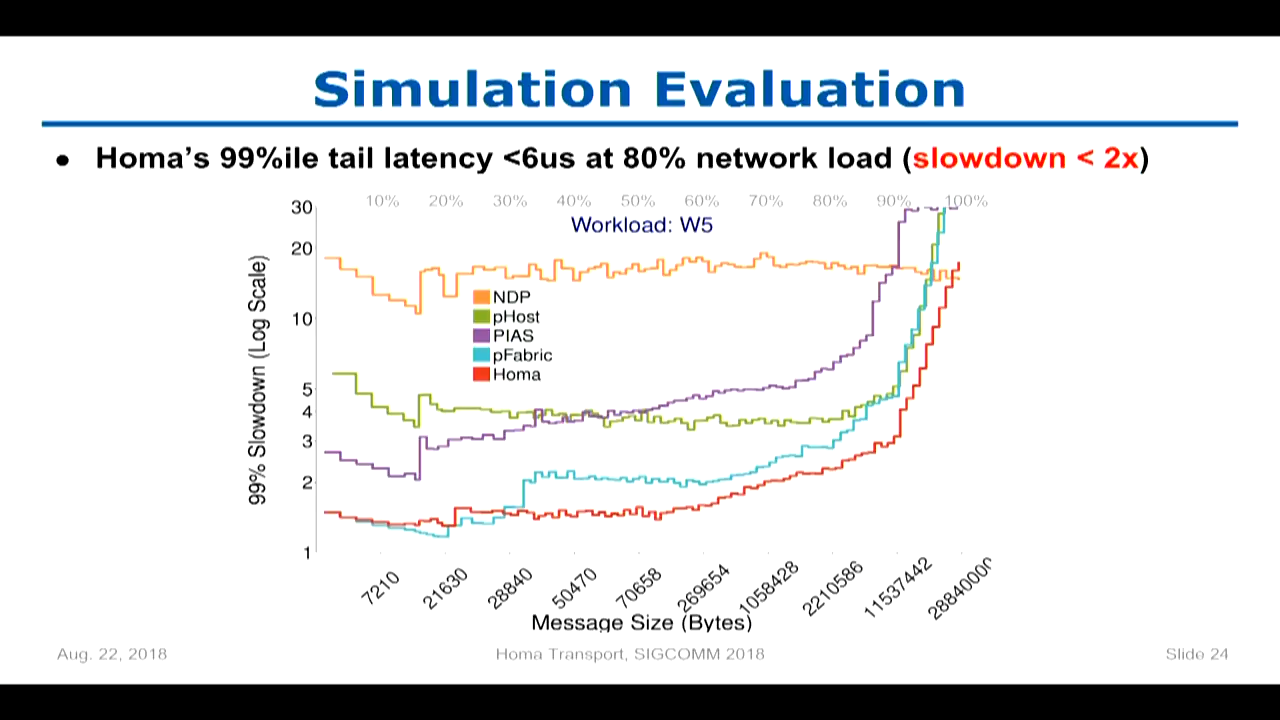 Simulation Evaluation
● Homa's 99%ile tail latency <6us at 80% network load (slowdown < 2x)
10% 20% 30% 40% 50% 60% 70% 80% 90% 100%
Workload: W5
30
20
10
5
4
3
2
1
99% Slowdown (Log Scale)
NDP
pHost
PIAS
pFabric
Homa
7210 21630 28840 50470 70658 269654 1058428 2210586 11537442 28840000
Message Size (Bytes)
Aug. 22, 2018 Homa Transport, SIGCOMM 2018 Slide 24